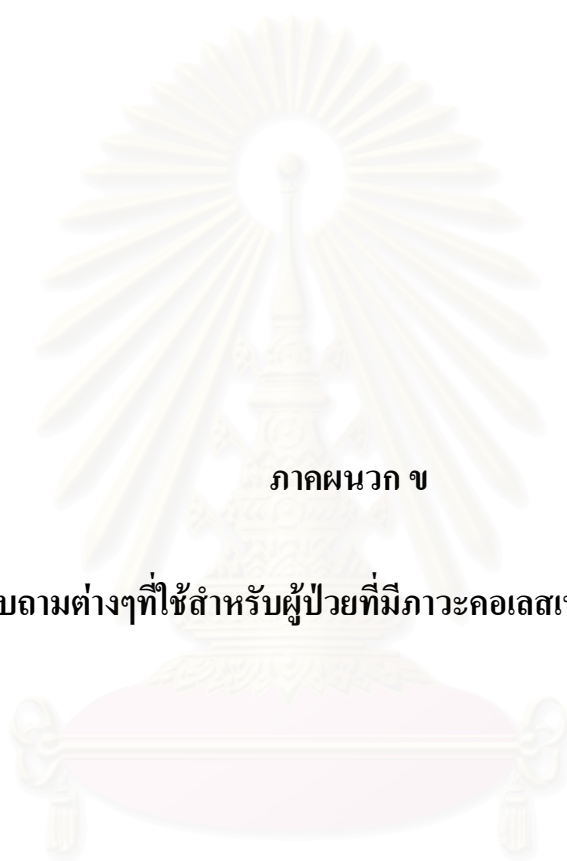 ภาคผนวก ข
บถามต่างๆที่ใช้สำหรับผู้ป่วยที่มีภาวะคอเลส